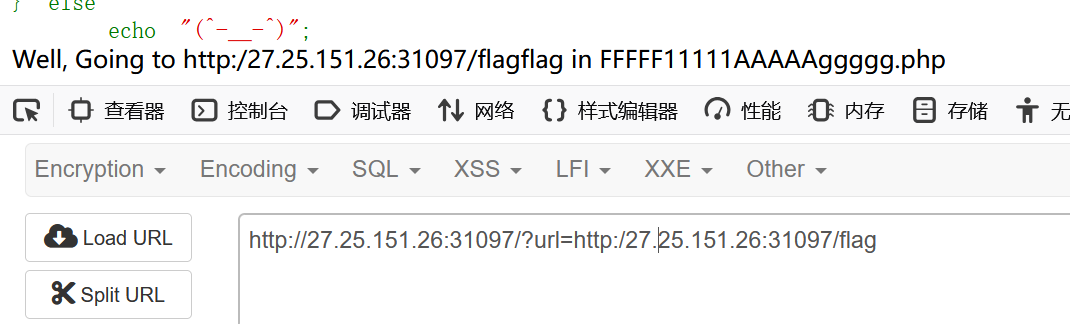 } else
echo "(ˆ-__-ˆ)";
Well, Going to http:/27.25.151.26:31097/flagflag in FFFFF11111AAAAAggggg.php
查看器 控制台 调试器 网络 {} 样式编辑器 性能 内存 存储 无
Encryption Encoding SQL XSS LFI XXE Other
Load URL http://27.25.151.26:31097/?url=http:/27.25.151.26:31097/flag
Split URL